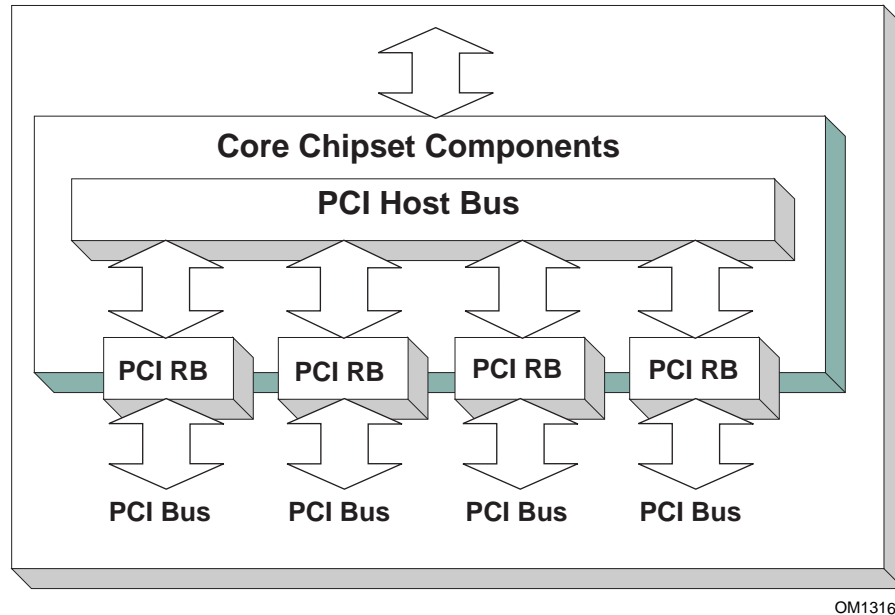 Core Chipset Components
PCI Host Bus
PCI RB PCI RB PCI RB PCI RB
PCI Bus PCI Bus PCI Bus PCI Bus
OM1316